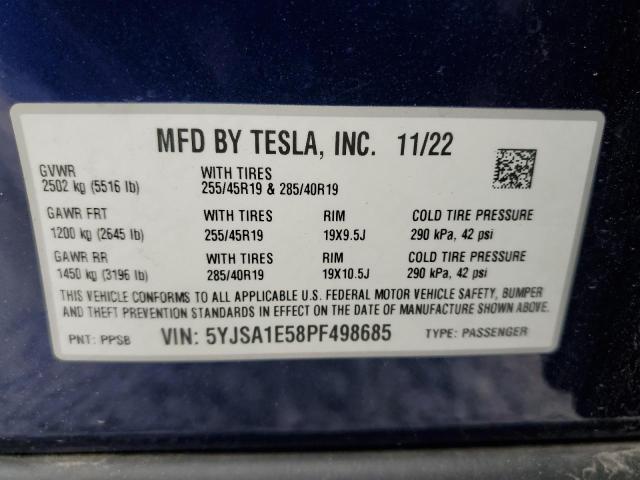 MFD BY TESLA, INC. 11/22
GVWR WITH TIRES
2502 kg (5516 lb) 255/45R19 & 285/40R19
GAWR FRT WITH TIRES RIM COLD TIRE PRESSURE
1200 kg (2645 lb) 255/45R19 19X9.5J 290 kPa, 42 psi
GAWR RR WITH TIRES RIM COLD TIRE PRESSURE
1450 kg (3196 lb) 285/40R19 19X10.5J 290 kPa, 42 psi
THIS VEHICLE CONFORMS TO ALL APPLICABLE U.S. FEDERAL MOTOR VEHICLE SAFETY, BUMPER
AND THEFT PREVENTION STANDARDS IN EFFECT ON THE DATE OF MANUFACTURE SHOWN ABOVE.
PNT: PPSB VIN: 5YJSA1E58PF498685 TYPE: PASSENGER